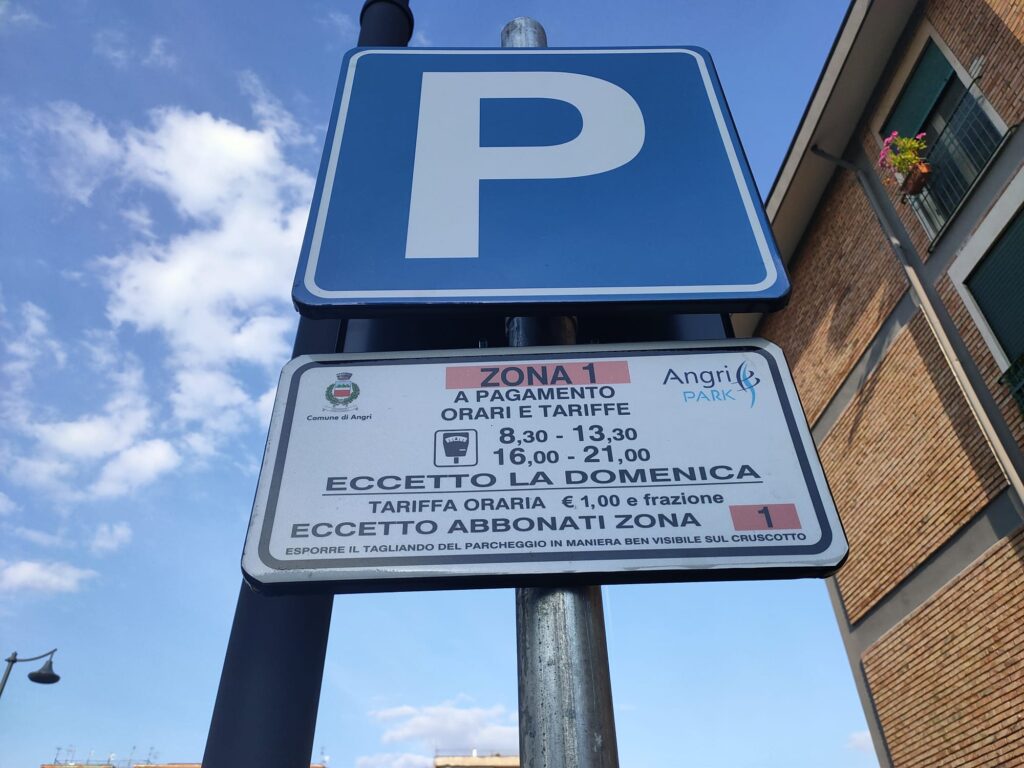 P
ZONA 1
A PAGAMENTO
ORARI E TARIFFE
Comune di Angri
Angri
PARK
8,30 - 13,30
16,00 - 21,00
ECCETTO LA DOMENICA
TARIFFA ORARIA € 1,00 e frazione
ECCETTO ABBONATI ZONA 1
ESPORRE IL TAGLIANDO DEL PARCHEGGIO IN MANIERA BEN VISIBILE SUL CRUSCOTTO